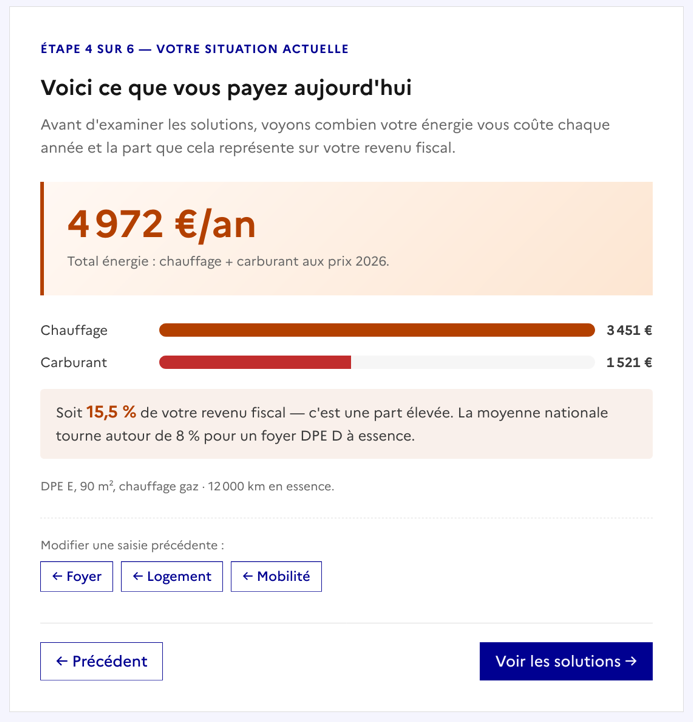 ÉTAPE 4 SUR 6 — VOTRE SITUATION ACTUELLE
Voici ce que vous payez aujourd'hui
Avant d'examiner les solutions, voyons combien votre énergie vous coûte chaque
année et la part que cela représente sur votre revenu fiscal.
4 972 €/an
Total énergie : chauffage + carburant aux prix 2026.
Chauffage 3 451 €
Carburant 1 521 €
Soit 15,5 % de votre revenu fiscal — c'est une part élevée. La moyenne nationale
tourne autour de 8 % pour un foyer DPE D à essence.
DPE E, 90 m², chauffage gaz · 12 000 km en essence.
Modifier une saisie précédente :
← Foyer ← Logement ← Mobilité
← Précédent Voir les solutions →